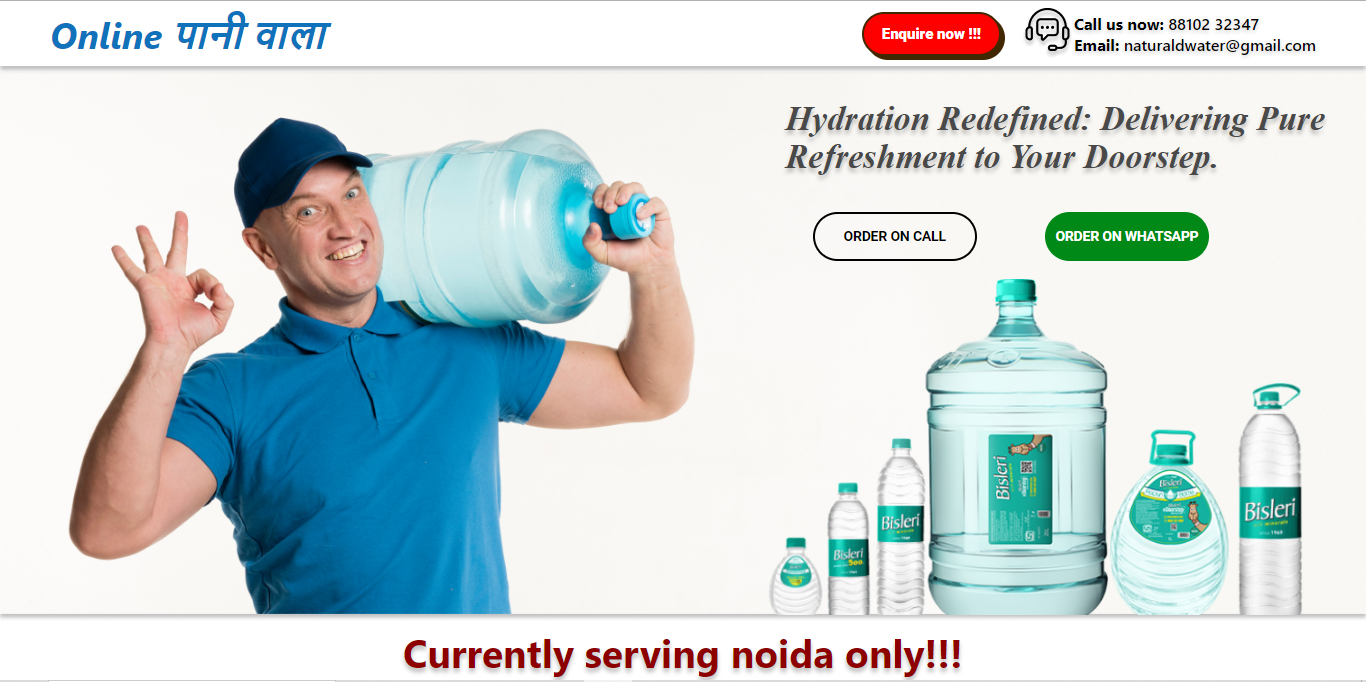 Online पानी वाला
Enquire now !!!
Call us now: 88102 32347
Email: naturaldwater@gmail.com
Hydration Redefined: Delivering Pure
Refreshment to Your Doorstep.
ORDER ON CALL
ORDER ON WHATSAPP
Bisleri
Bisleri
500
Bisleri
Bisleri
Bisleri
Currently serving noida only!!!